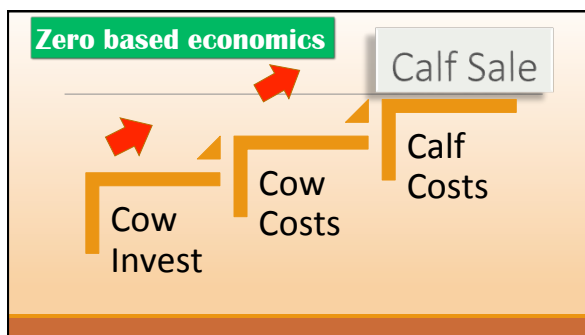 Zero based economics
Calf Sale
Calf
Costs
Cow
Costs
Cow
Invest